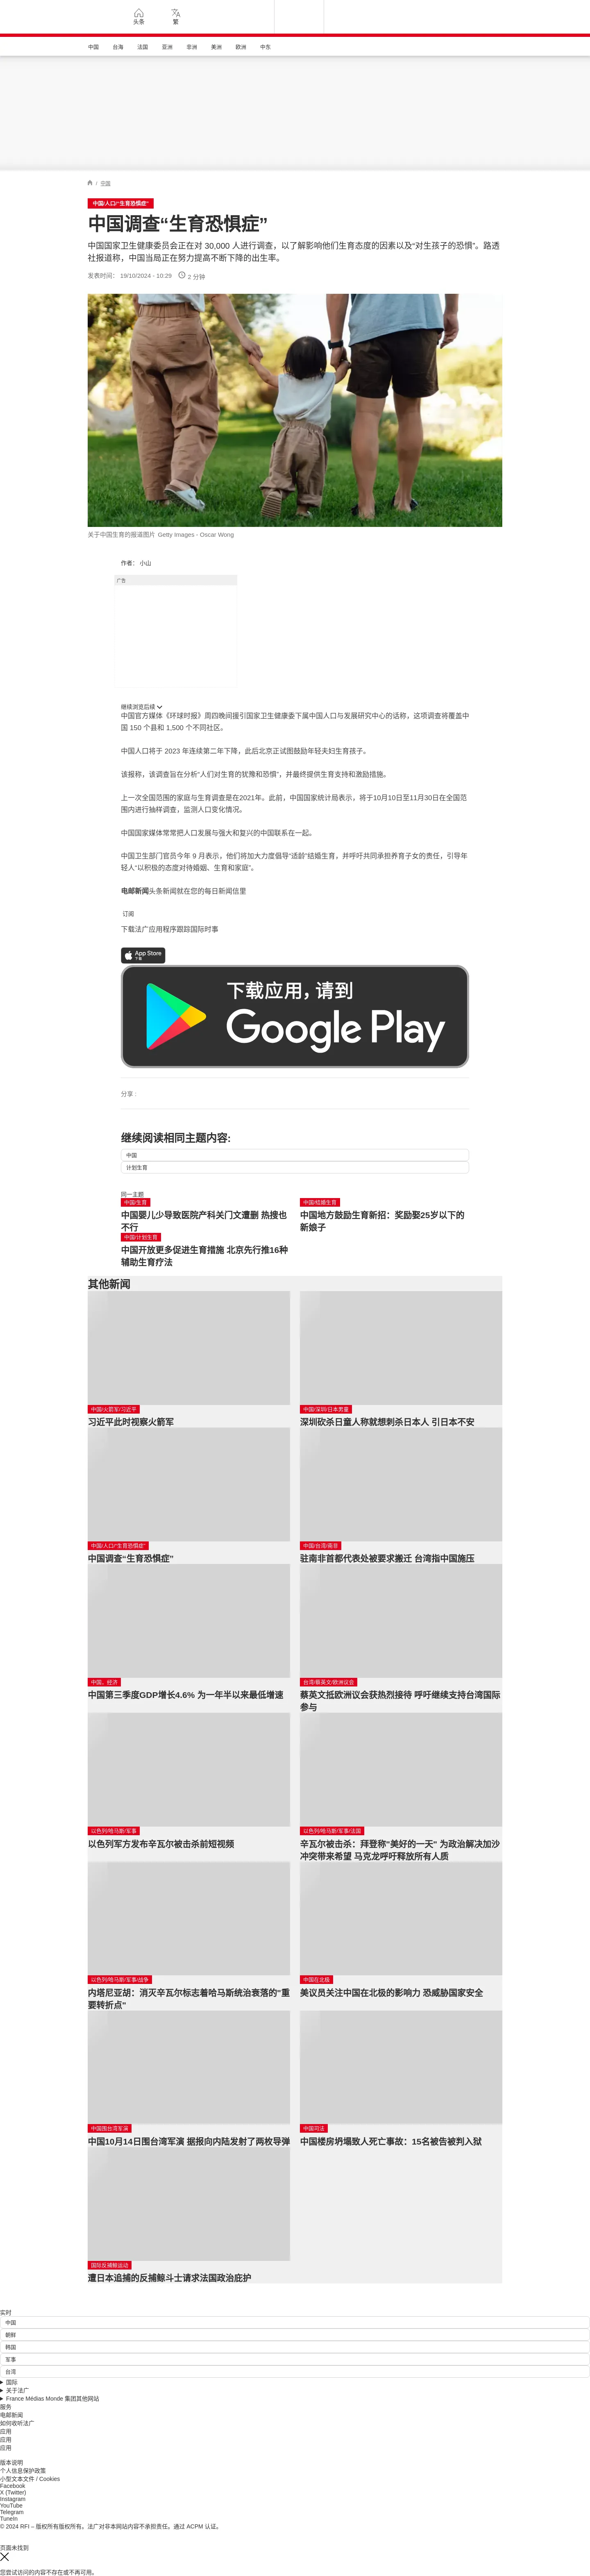 头条
繁
中国
台海
法国
亚洲
非洲
美洲
欧洲
中东
/ 中国
中国/人口/“生育恐惧症”
中国调查“生育恐惧症”
中国国家卫生健康委员会正在对 30,000 人进行调查，以了解影响他们生育态度的因素以及“对生孩子的恐惧”。路透
社报道称，中国当局正在努力提高不断下降的出生率。
发表时间： 19/10/2024 - 10:29
2 分钟
关于中国生育的报道图片 Getty Images - Oscar Wong
作者： 小山
广告
继续浏览后续
中国官方媒体《环球时报》周四晚间援引国家卫生健康委下属中国人口与发展研究中心的话称，这项调查将覆盖中
国 150 个县和 1,500 个不同社区。
中国人口将于 2023 年连续第二年下降，此后北京正试图鼓励年轻夫妇生育孩子。
该报称，该调查旨在分析“人们对生育的犹豫和恐惧”，并最终提供生育支持和激励措施。
上一次全国范围的家庭与生育调查是在2021年。此前，中国国家统计局表示，将于10月10日至11月30日在全国范
围内进行抽样调查，监测人口变化情况。
中国国家媒体常常把人口发展与强大和复兴的中国联系在一起。
中国卫生部门官员今年 9 月表示，他们将加大力度倡导“适龄”结婚生育，并呼吁共同承担养育子女的责任，引导年
轻人“以积极的态度对待婚姻、生育和家庭”。
电邮新闻头条新闻就在您的每日新闻信里
订阅
下载法广应用程序跟踪国际时事
App Store
下载
下载应用，请到
Google Play
分享 :
继续阅读相同主题内容:
中国
计划生育
同一主题
中国/生育
中国婴儿少导致医院产科关门文遭删 热搜也
不行
中国/结婚生育
中国地方鼓励生育新招：奖励娶25岁以下的
新娘子
中国/计划生育
中国开放更多促进生育措施 北京先行推16种
辅助生育疗法
其他新闻
中国/火箭军/习近平
习近平此时视察火箭军
中国/深圳/日本男童
深圳砍杀日童人称就想刺杀日本人 引日本不安
中国/人口/“生育恐惧症”
中国调查“生育恐惧症”
中国/台湾/南非
驻南非首都代表处被要求搬迁 台湾指中国施压
中国、经济
中国第三季度GDP增长4.6% 为一年半以来最低增速
台湾/蔡英文/欧洲议会
蔡英文抵欧洲议会获热烈接待 呼吁继续支持台湾国际
参与
以色列/哈马斯/军事
以色列军方发布辛瓦尔被击杀前短视频
以色列/哈马斯/军事/法国
辛瓦尔被击杀：拜登称"美好的一天" 为政治解决加沙
冲突带来希望 马克龙呼吁释放所有人质
以色列/哈马斯/军事/战争
内塔尼亚胡：消灭辛瓦尔标志着哈马斯统治衰落的"重
要转折点"
中国在北极
美议员关注中国在北极的影响力 恐威胁国家安全
中国围台湾军演
中国10月14日围台湾军演 据报向内陆发射了两枚导弹
中国司法
中国楼房坍塌致人死亡事故：15名被告被判入狱
国际反捕鲸运动
遭日本追捕的反捕鲸斗士请求法国政治庇护
实时
中国
朝鲜
韩国
军事
台湾
国际
关于法广
France Médias Monde 集团其他网站
服务
电邮新闻
如何收听法广
应用
应用
应用
版本说明
个人信息保护政策
小型文本文件 / Cookies
Facebook
X (Twitter)
Instagram
YouTube
Telegram
TuneIn
© 2024 RFI – 版权所有版权所有。法广对非本网站内容不承担责任。通过 ACPM 认证。
页面未找到
您尝试访问的内容不存在或不再可用。